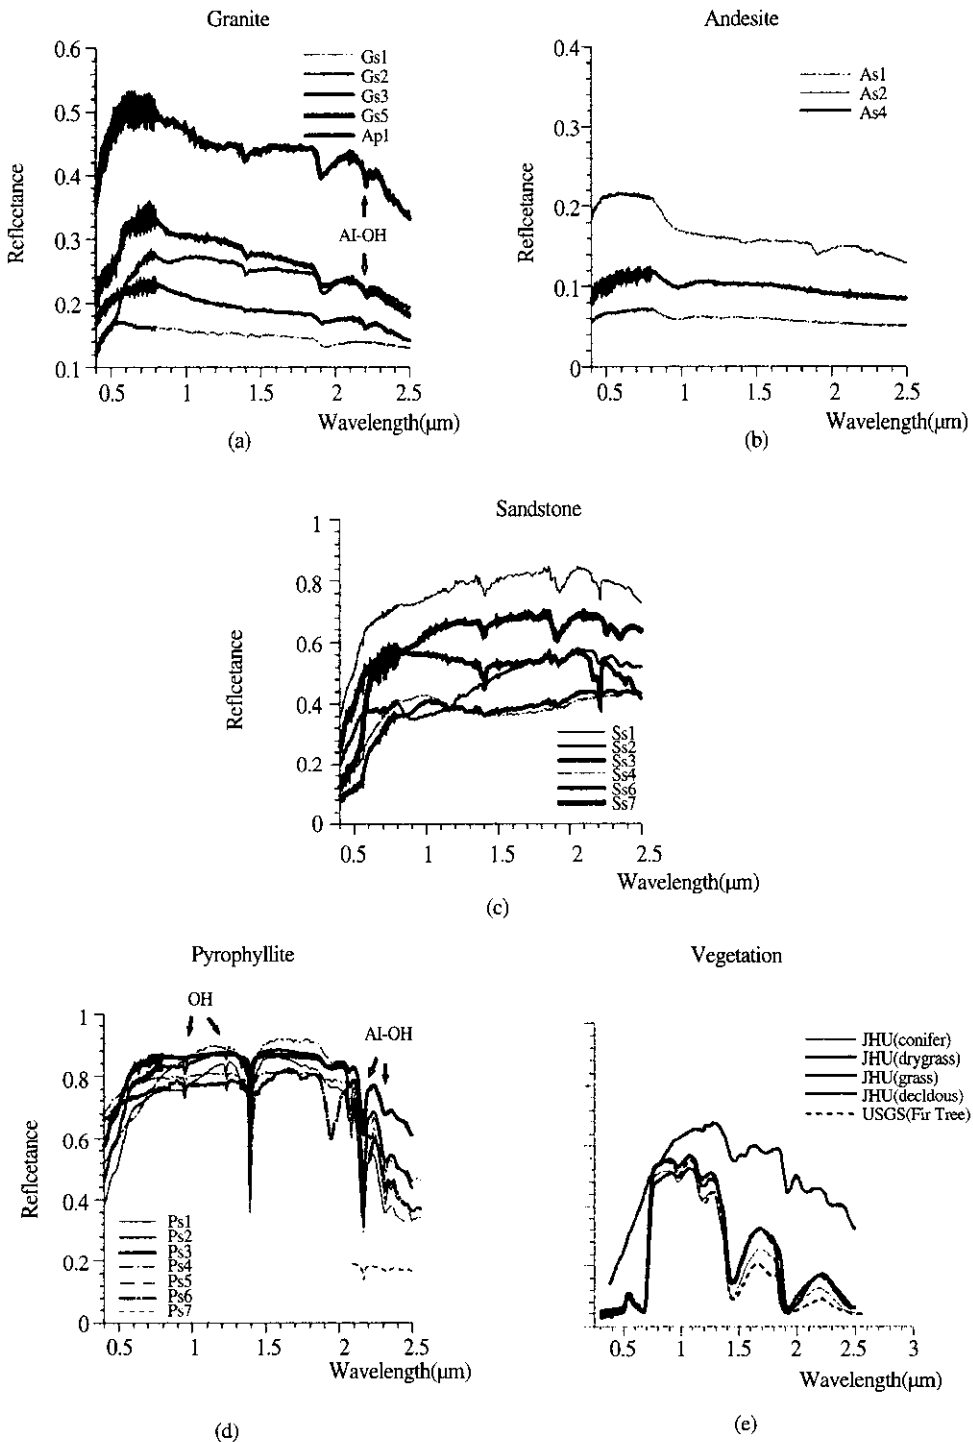 Granite
0.6
0.5
0.4
0.3
0.2
0.1
Reflcetance
Gs1
Gs2
Gs3
Gs5
Ap1
AI-OH
0.5
1
1.5
2
2.5
Wavelength(μm)
(a)
Andesite
0.4
0.3
0.2
0.1
0
Reflcetance
As1
As2
As4
0.5
1
1.5
2
2.5
Wavelength(μm)
(b)
Sandstone
1
0.8
0.6
0.4
0.2
0
Reflcetance
Ss1
Ss2
Ss3
Ss4
Ss6
Ss7
0.5
1
1.5
2
2.5
Wavelength(μm)
(c)
Pyrophyllite
OH
AI-OH
1
0.8
0.6
0.4
0.2
0
Reflcetance
Ps1
Ps2
Ps3
Ps4
Ps5
Ps6
Ps7
0.5
1
1.5
2
2.5
Wavelength(μm)
(d)
Vegetation
JHU(conifer)
JHU(drygrass)
JHU(grass)
JHU(decldous)
USGS(Fir Tree)
0.5
1
1.5
2
2.5
3
Wavelength(μm)
(e)